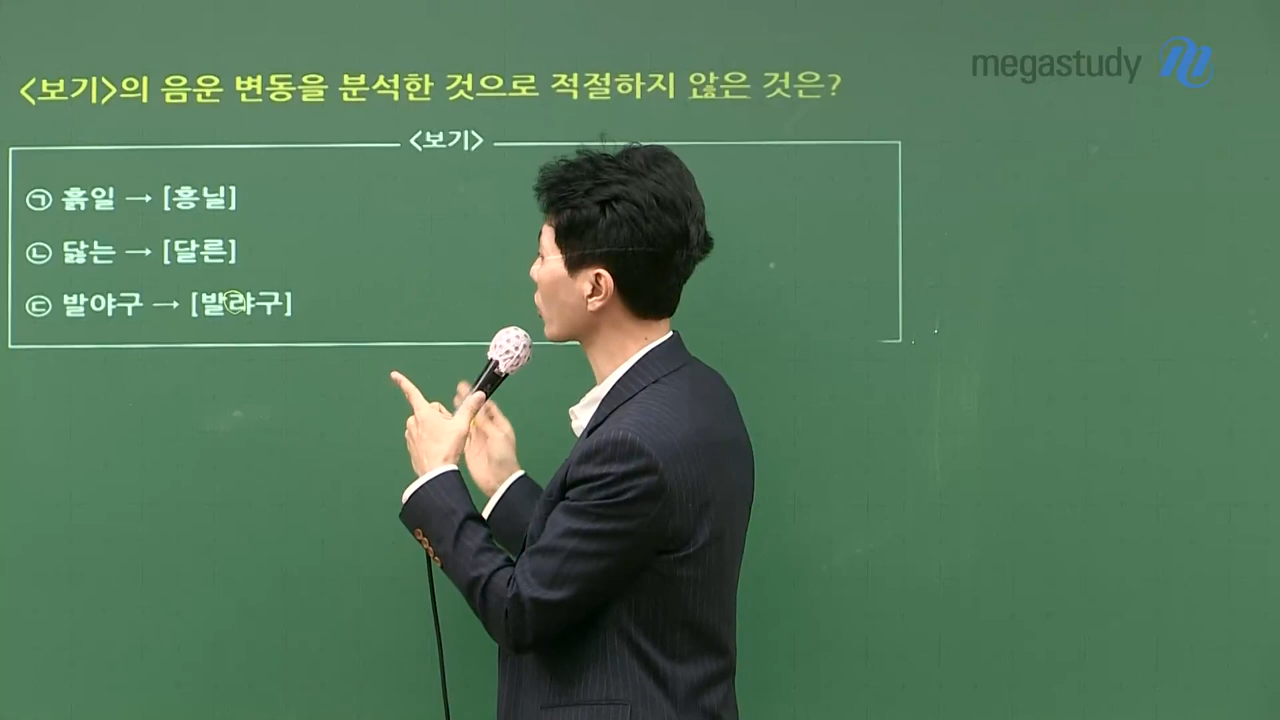 megastudy
<보기>의 음운 변동을 분석한 것으로 적절하지 않은 것은?
<보기>
㉠ 흙일 → [흥닐]
㉡ 닳는 → [달른]
㉢ 발야구 → [발랴구]